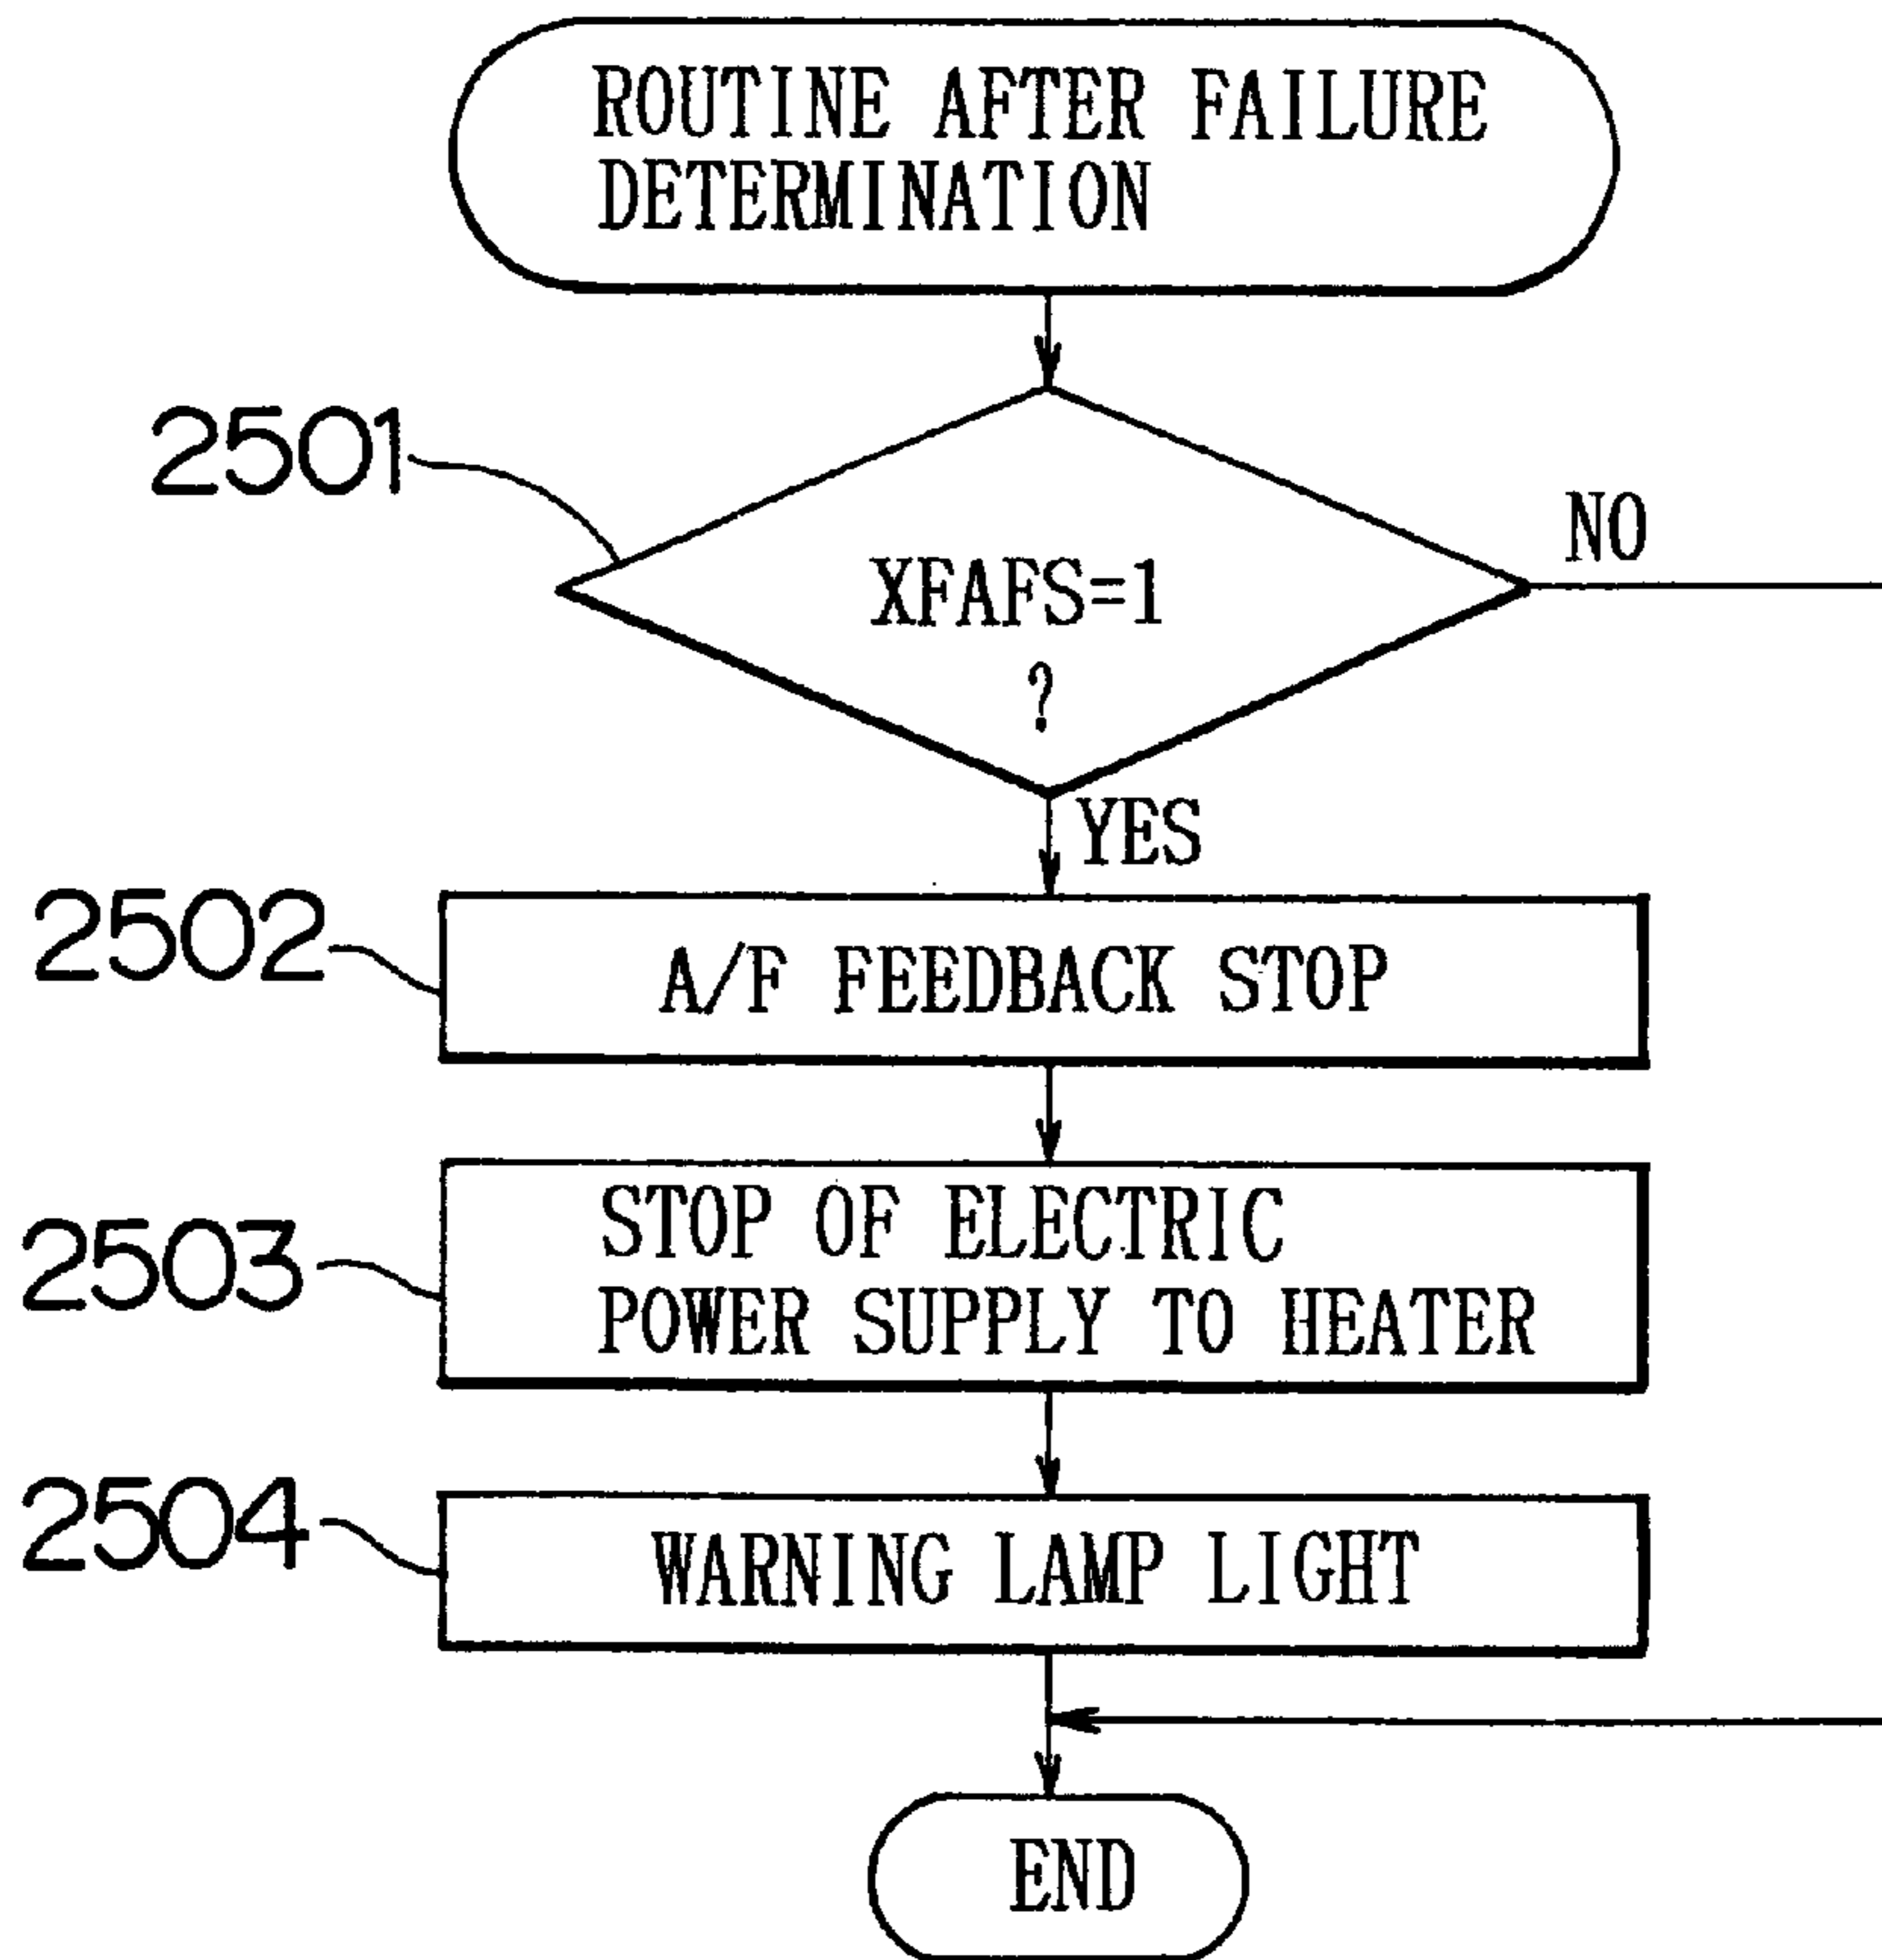 ROUTINE AFTER FAILURE
DETERMINATION
2501
NO
XFAFS=1
?
YES
2502
A/F FEEDBACK STOP
2503
STOP OF ELECTRIC
POWER SUPPLY TO HEATER
2504
WARNING LAMP LIGHT
END